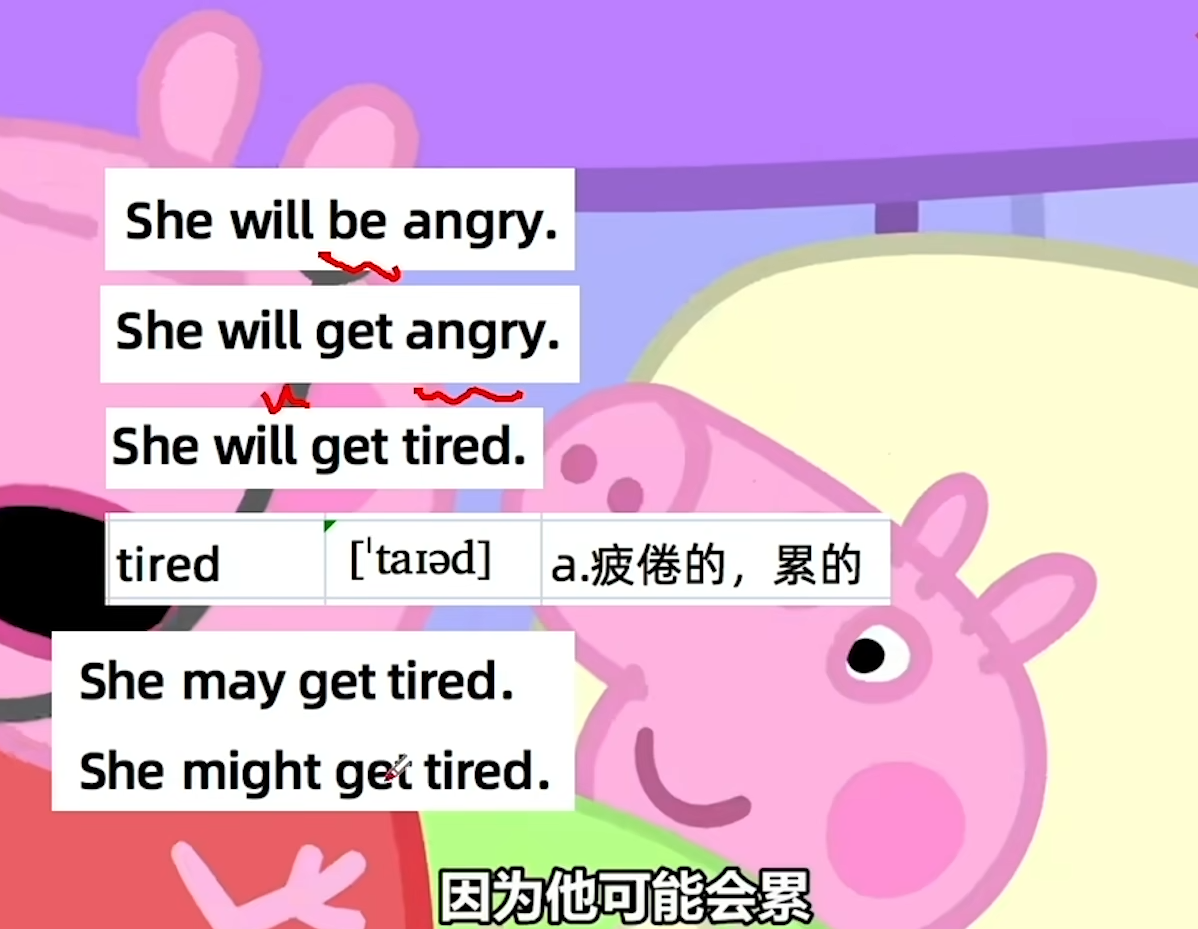 She will be angry.
She will get angry.
She will get tired.
tired ['taɪəd] a.疲倦的，累的
She may get tired.
She might get tired.
因为他可能会累